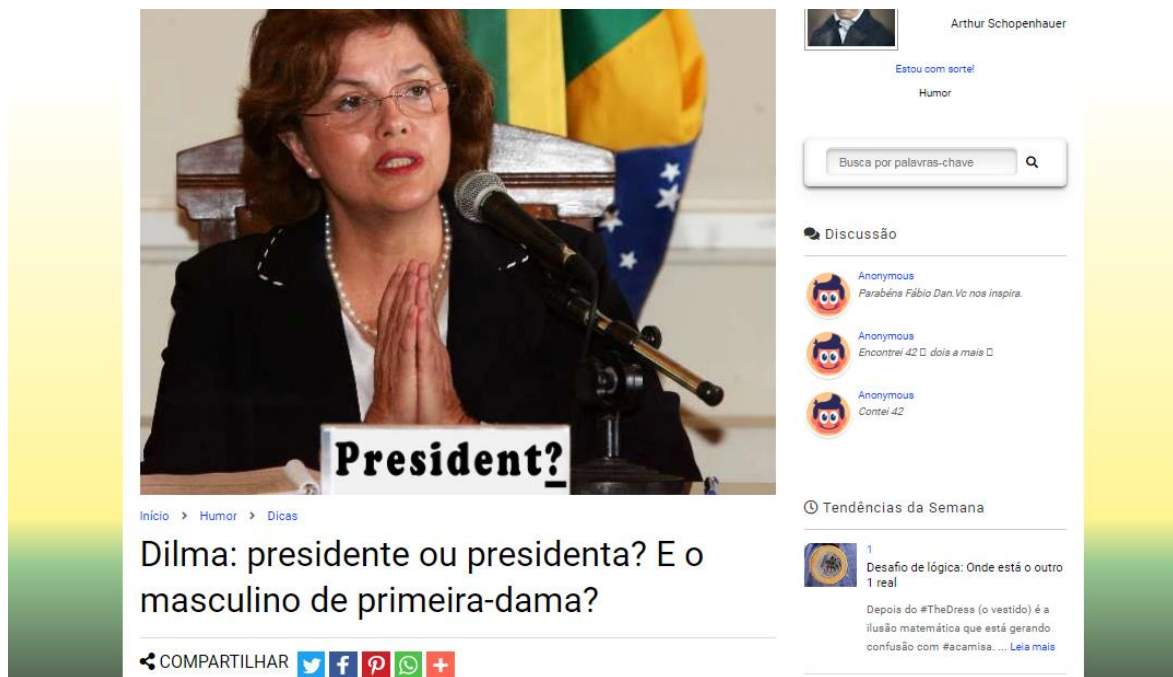 President?
Início > Humor > Dicas
Dilma: presidente ou presidenta? E o
masculino de primeira-dama?
COMPARTILHAR
Arthur Schopenhauer
Estou com sorte!
Humor
Busca por palavras-chave
Discussão
Anonymous
Parabéns Fábio Dan.Vc nos inspira.
Anonymous
Encontrei 42 □ dois a mais □
Anonymous
Contei 42
Tendências da Semana
1
Desafio de lógica: Onde está o outro
1 real
Depois do #TheDress (o vestido) é a
ilusão matemática que está gerando
confusão com #acamisa. ... Leia mais